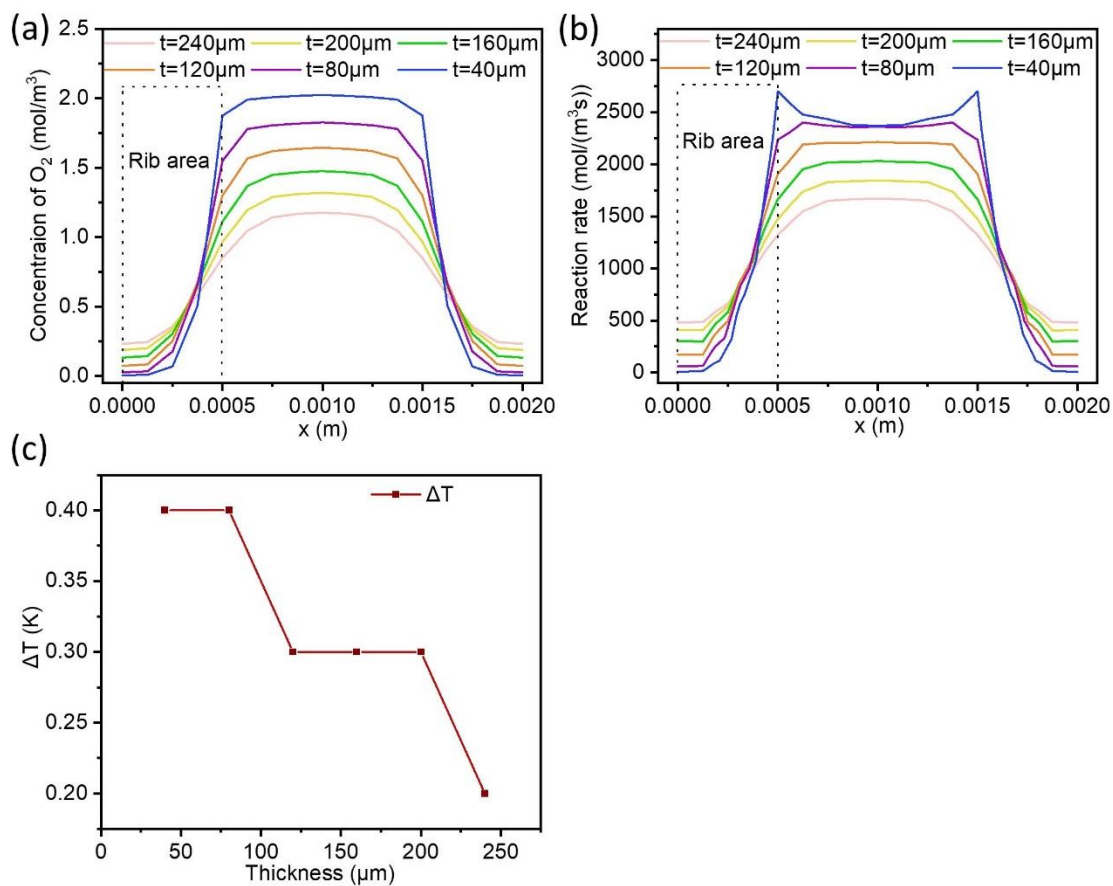 (a)
t=240μm t=200μm t=160μm
t=120μm t=80μm t=40μm
Rib area
Concentraion of O₂ (mol/m³)
2.5
2.0
1.5
1.0
0.5
0.0
0.0000 0.0005 0.0010 0.0015 0.0020
x (m)
(b)
t=240μm t=200μm t=160μm
t=120μm t=80μm t=40μm
Rib area
Reaction rate (mol/(m³s))
3000
2500
2000
1500
1000
500
0
0.0000 0.0005 0.0010 0.0015 0.0020
x (m)
(c)
ΔT
ΔT (K)
0.40
0.35
0.30
0.25
0.20
0 50 100 150 200 250
Thickness (μm)